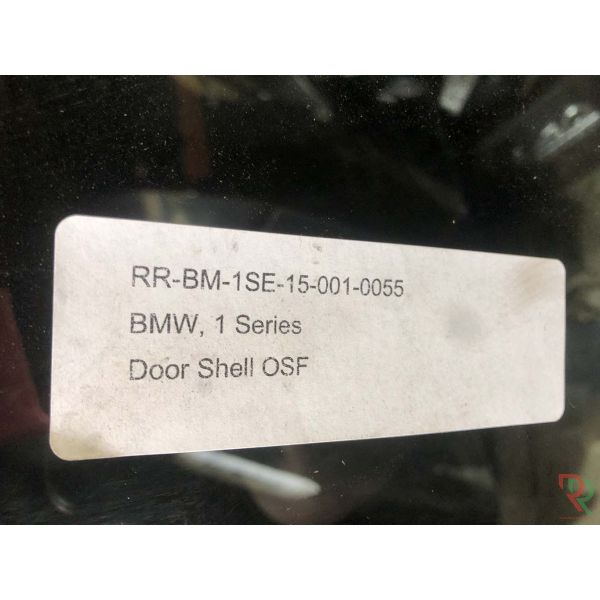 RR-BM-1SE-15-001-0055
BMW, 1 Series
Door Shell OSF